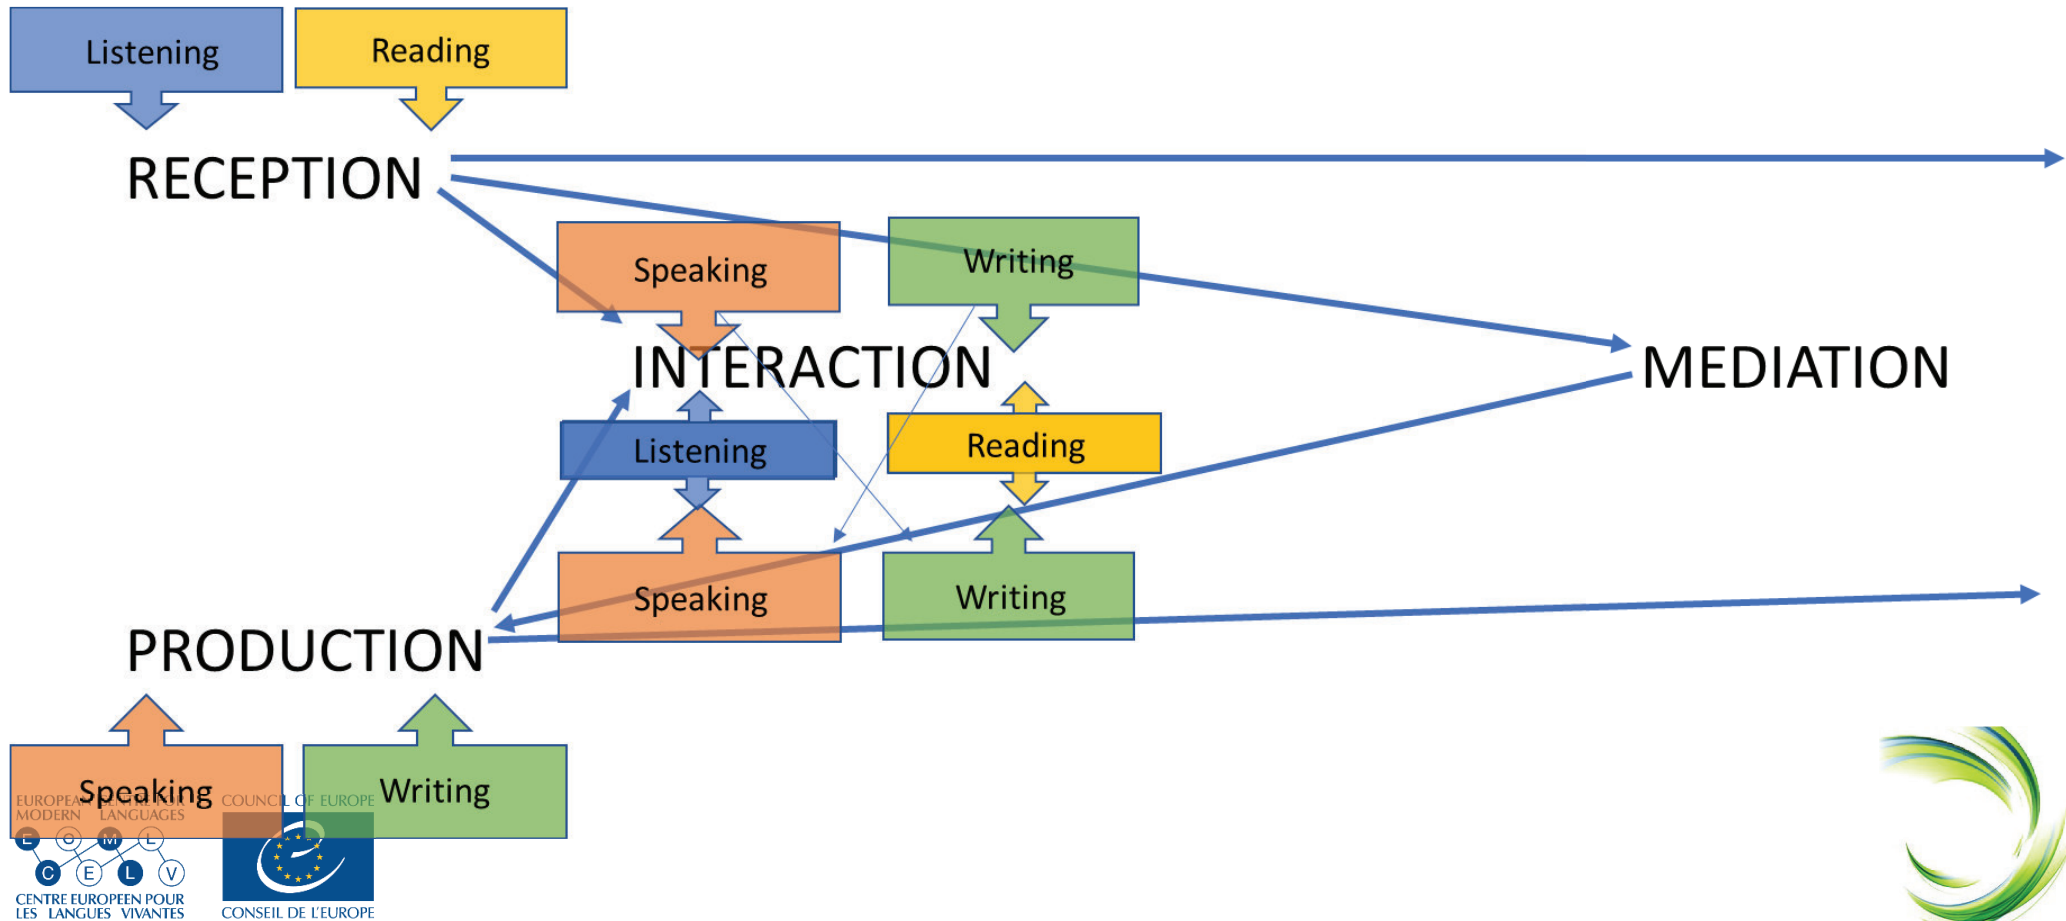 Listening
Reading
RECEPTION
Speaking
Writing
INTERACTION
MEDIATION
Listening
Reading
Speaking
Writing
PRODUCTION
Speaking
Writing
EUROPEAN CENTRE FOR
MODERN LANGUAGES
E O M L
C E L V
CENTRE EUROPEEN POUR
LES LANGUES VIVANTES
COUNCIL OF EUROPE
CONSEIL DE L'EUROPE